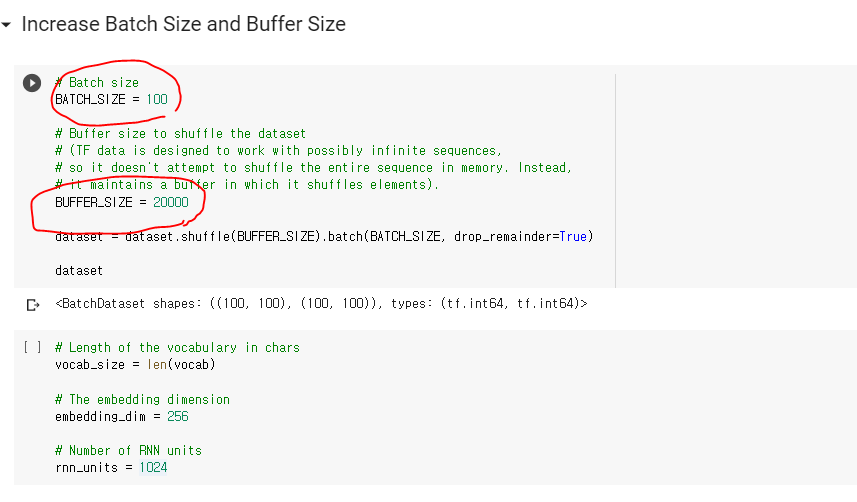 Increase Batch Size and Buffer Size
# Batch size
BATCH_SIZE = 100
# Buffer size to shuffle the dataset
# (TF data is designed to work with possibly infinite sequences,
# so it doesn't attempt to shuffle the entire sequence in memory. Instead,
# it maintains a buffer in which it shuffles elements).
BUFFER_SIZE = 20000
dataset = dataset.shuffle(BUFFER_SIZE).batch(BATCH_SIZE, drop_remainder=True)
dataset
<BatchDataset shapes: ((100, 100), (100, 100)), types: (tf.int64, tf.int64)>
[ ] # Length of the vocabulary in chars
vocab_size = len(vocab)
# The embedding dimension
embedding_dim = 256
# Number of RNN units
rnn_units = 1024